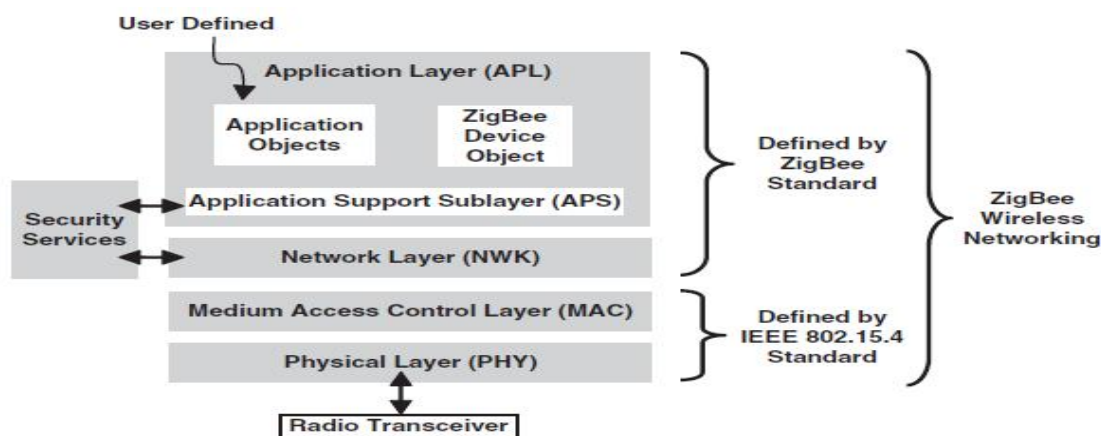 User Defined
Application Layer (APL)
Application
Objects
ZigBee
Device
Object
Application Support Sublayer (APS)
Security
Services
Network Layer (NWK)
Medium Access Control Layer (MAC)
Physical Layer (PHY)
Radio Transceiver
Defined by
ZigBee
Standard
Defined by
IEEE 802.15.4
Standard
ZigBee
Wireless
Networking